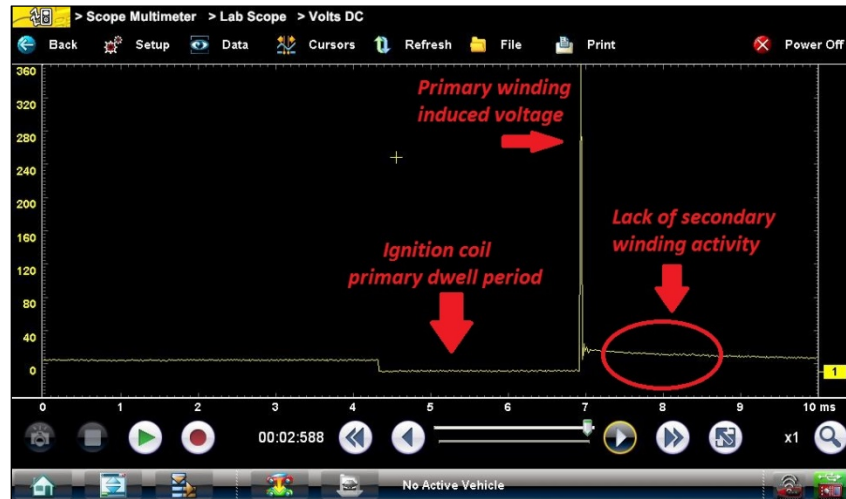 > Scope Multimeter > Lab Scope > Volts DC
Back Setup Data Cursors Refresh File Print Power Off
360
320
280
240
200
160
120
80
40
0
Primary winding
induced voltage
Ignition coil
primary dwell period
Lack of secondary
winding activity
1
0 1 2 3 4 5 6 7 8 9 10 ms
00:02:588 x1
No Active Vehicle